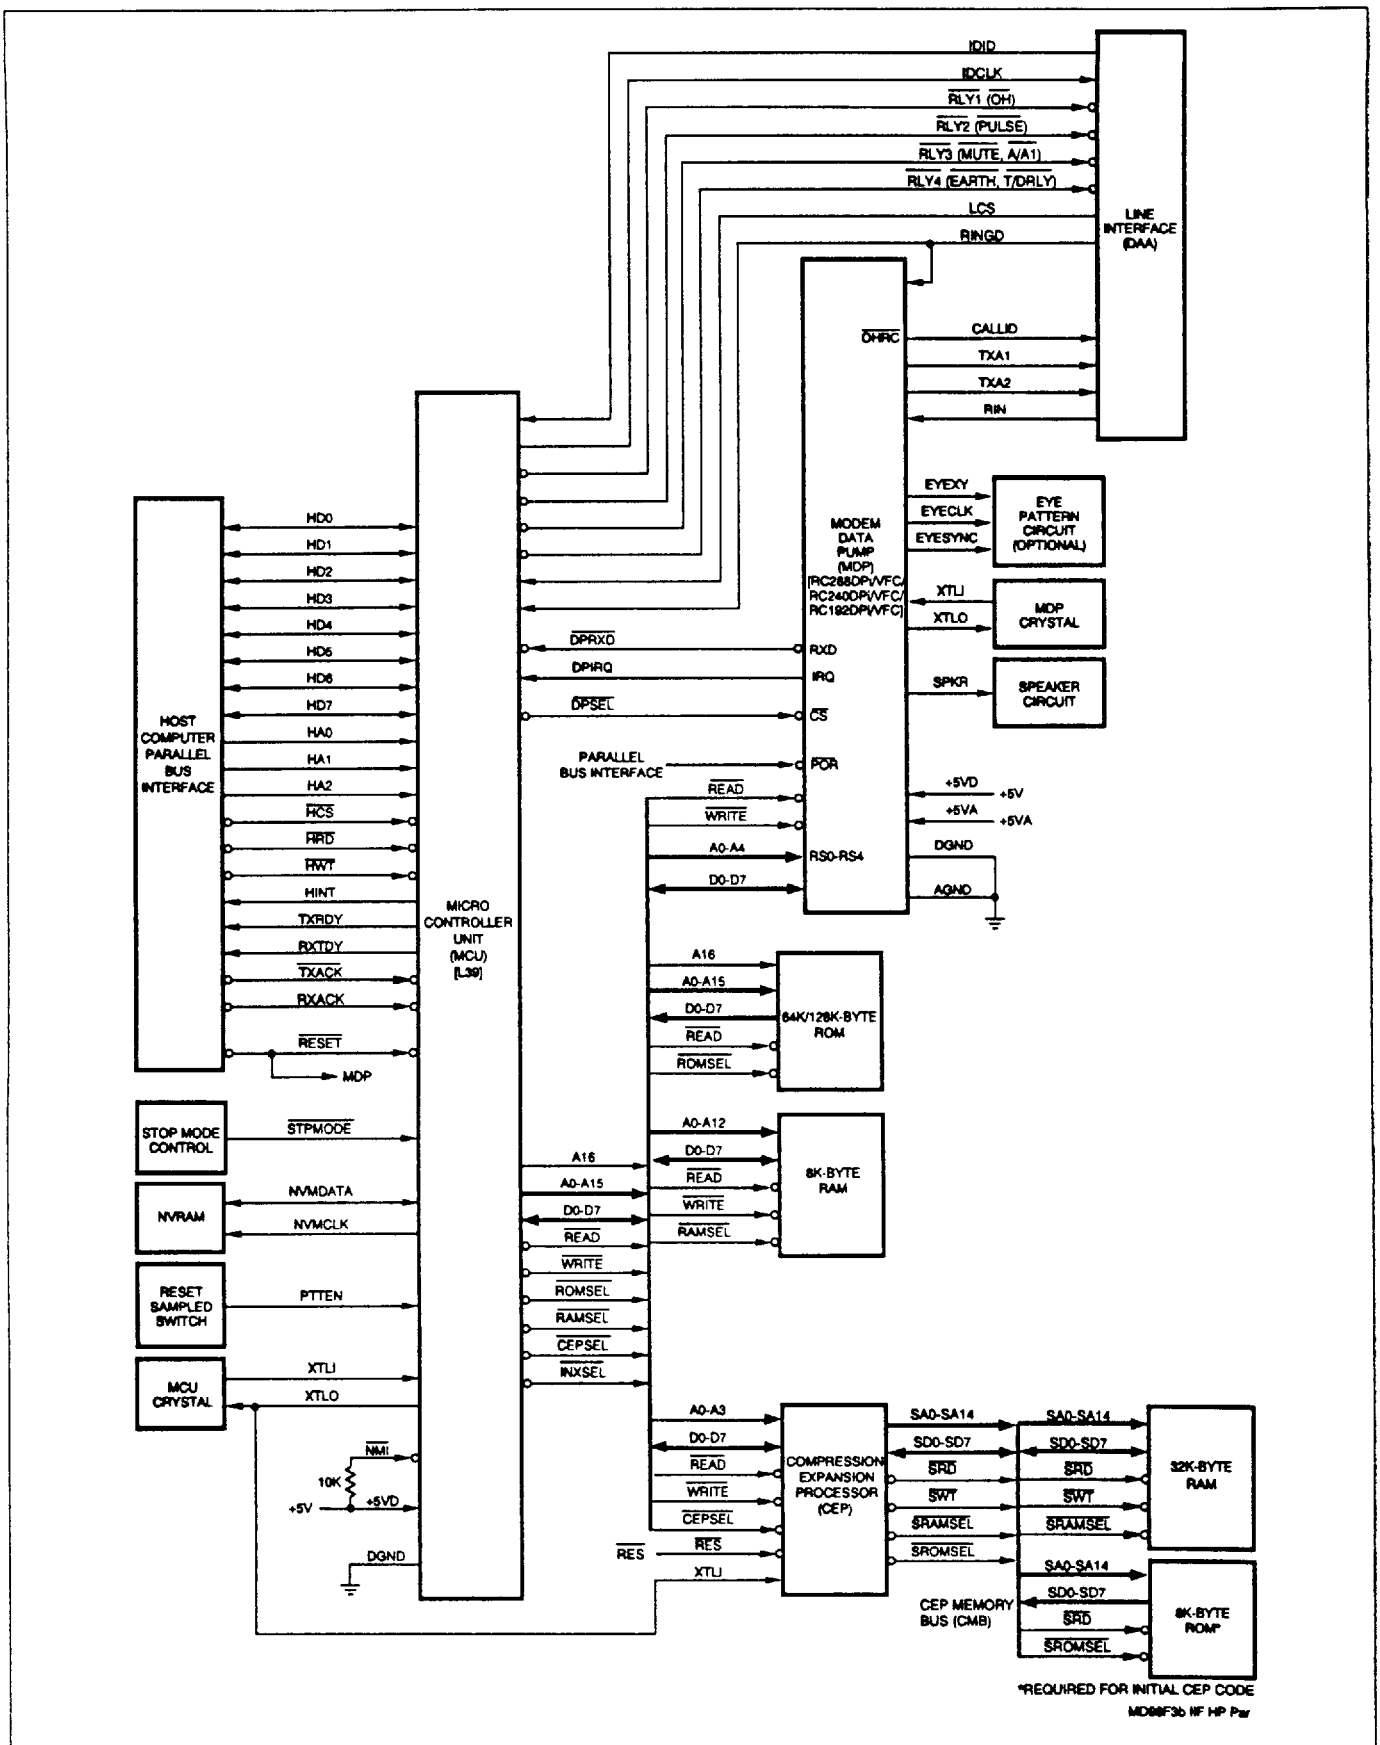 IDID
IDCLK
RLY1 (OH)
RLY2 (PULSE)
RLY3 (MUTE, A/A1)
RLY4 (EARTH, T/DRLY)
LCS
RINGD
LINE
INTERFACE
(DAA)
OHRC
CALLID
TXA1
TXA2
RIN
MODEM
DATA
PUMP
(MDP)
[RC288DPi/VFC/
RC240DPi/VFC/
RC192DPi/VFC]
EYEXY
EYECLK
EYESYNC
EYE
PATTERN
CIRCUIT
(OPTIONAL)
XTLI
XTLO
MDP
CRYSTAL
SPKR
SPEAKER
CIRCUIT
DPRXD
RXD
DPIRQ
IRQ
DPSEL
CS
PARALLEL
BUS INTERFACE
POR
READ
WRITE
A0-A4
RS0-RS4
D0-D7
+5VD
+5V
+5VA
+5VA
DGND
AGND
HOST
COMPUTER
PARALLEL
BUS
INTERFACE
HD0
HD1
HD2
HD3
HD4
HD5
HD6
HD7
HA0
HA1
HA2
HCS
HRD
HWT
HINT
TXRDY
RXTDY
TXACK
RXACK
RESET
MDP
MICRO
CONTROLLER
UNIT
(MCU)
[L39]
STOP MODE
CONTROL
STPMODE
NVRAM
NVMDATA
NVMCLK
RESET
SAMPLED
SWITCH
PTTEN
MCU
CRYSTAL
XTLI
XTLO
NMI
10K
+5V
+5VD
DGND
A16
A0-A15
D0-D7
READ
WRITE
ROMSEL
RAMSEL
CEPSEL
INXSEL
A16
A0-A15
D0-D7
READ
ROMSEL
64K/128K-BYTE
ROM
A0-A12
D0-D7
READ
WRITE
RAMSEL
8K-BYTE
RAM
A0-A3
D0-D7
READ
WRITE
CEPSEL
RES
RES
XTLI
COMPRESSION
EXPANSION
PROCESSOR
(CEP)
SA0-SA14
SD0-SD7
SRD
SWT
SRAMSEL
SROMSEL
CEP MEMORY
BUS (CMB)
SA0-SA14
SD0-SD7
SRD
SWT
SRAMSEL
32K-BYTE
RAM
SA0-SA14
SD0-SD7
SRD
SROMSEL
8K-BYTE
ROM*
*REQUIRED FOR INITIAL CEP CODE
MD98F3b IIF HP Par